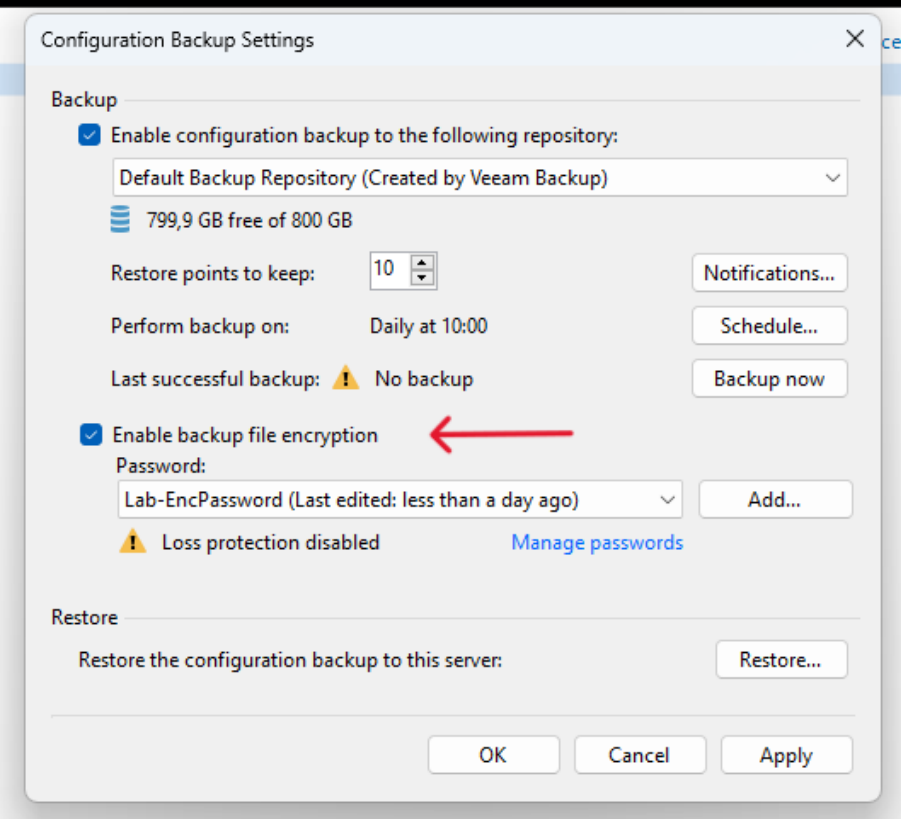 Configuration Backup Settings
ce
Backup
Enable configuration backup to the following repository:
Default Backup Repository (Created by Veeam Backup)
799,9 GB free of 800 GB
Restore points to keep: 10 Notifications...
Perform backup on: Daily at 10:00 Schedule...
Last successful backup: No backup Backup now
Enable backup file encryption
Password:
Lab-EncPassword (Last edited: less than a day ago) Add...
Loss protection disabled Manage passwords
Restore
Restore the configuration backup to this server: Restore...
OK Cancel Apply